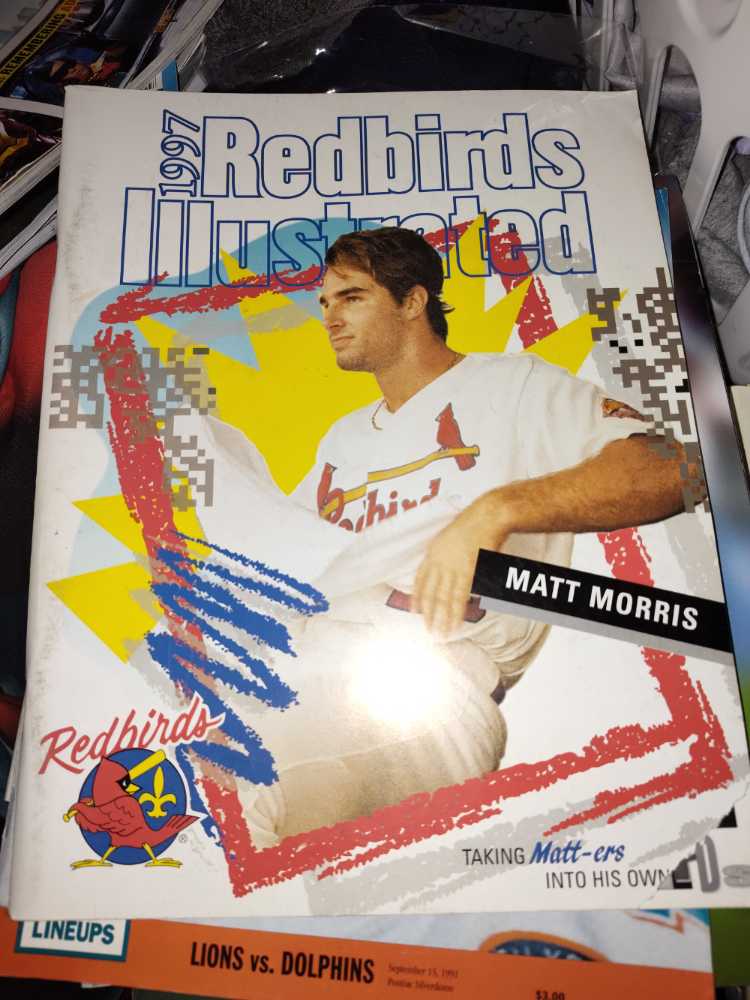 REMEMBERING
1997 Redbirds
Illustrated
Redbirds
MATT MORRIS
Redbirds
®
TAKING Matt-ers
INTO HIS OWN
LINEUPS
LIONS vs. DOLPHINS
September 15, 1991
Pontiac Silverdome
$3.00